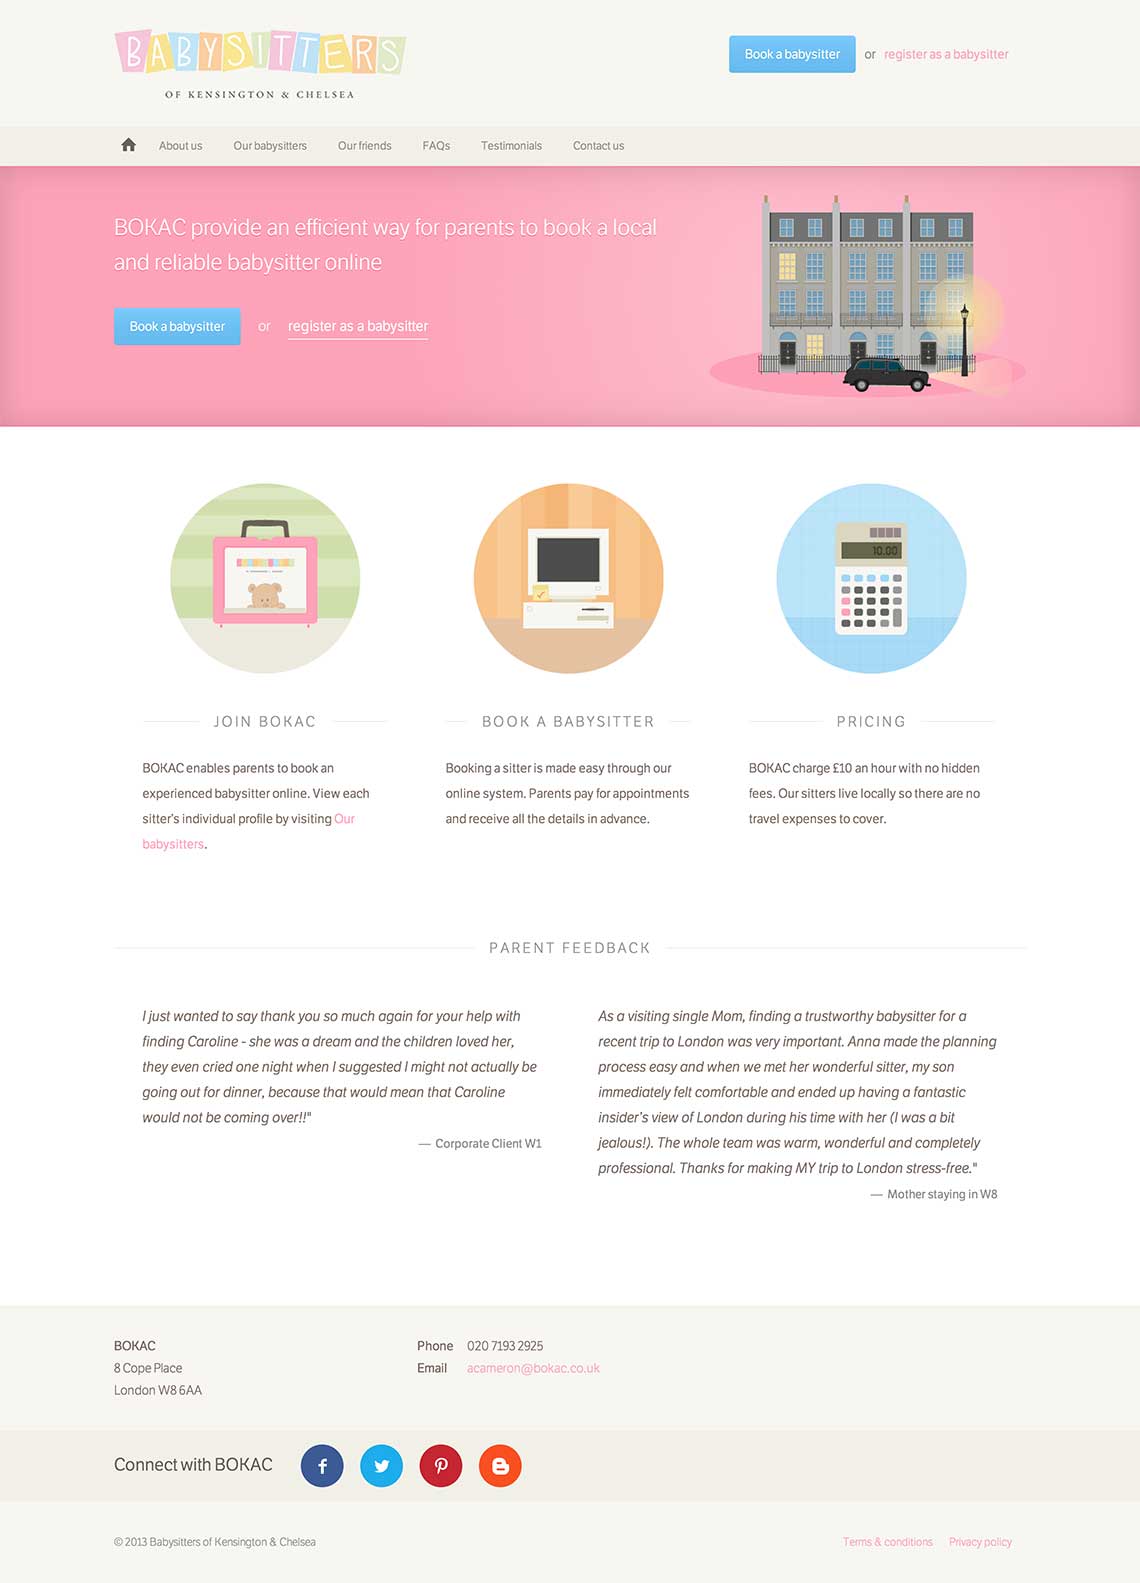 BABYSITTERS
OF KENSINGTON & CHELSEA
Book a babysitter or register as a babysitter
About us Our babysitters Our friends FAQs Testimonials Contact us
BOKAC provide an efficient way for parents to book a local
and reliable babysitter online
Book a babysitter or register as a babysitter
10.00
JOIN BOKAC
BOKAC enables parents to book an
experienced babysitter online. View each
sitter's individual profile by visiting Our
babysitters.
BOOK A BABYSITTER
Booking a sitter is made easy through our
online system. Parents pay for appointments
and receive all the details in advance.
PRICING
BOKAC charge £10 an hour with no hidden
fees. Our sitters live locally so there are no
travel expenses to cover.
PARENT FEEDBACK
I just wanted to say thank you so much again for your help with
finding Caroline - she was a dream and the children loved her,
they even cried one night when I suggested I might not actually be
going out for dinner, because that would mean that Caroline
would not be coming over!!"
— Corporate Client W1
As a visiting single Mom, finding a trustworthy babysitter for a
recent trip to London was very important. Anna made the planning
process easy and when we met her wonderful sitter, my son
immediately felt comfortable and ended up having a fantastic
insider's view of London during his time with her (I was a bit
jealous!). The whole team was warm, wonderful and completely
professional. Thanks for making MY trip to London stress-free."
— Mother staying in W8
BOKAC
8 Cope Place
London W8 6AA
Phone 020 7193 2925
Email acameron@bokac.co.uk
Connect with BOKAC
© 2013 Babysitters of Kensington & Chelsea
Terms & conditions Privacy policy